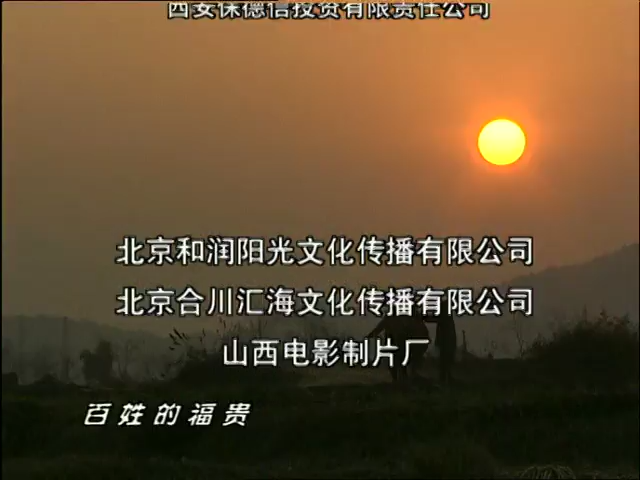 西安保德信投资有限责任公司
北京和润阳光文化传播有限公司
北京合川汇海文化传播有限公司
山西电影制片厂
百姓的福贵